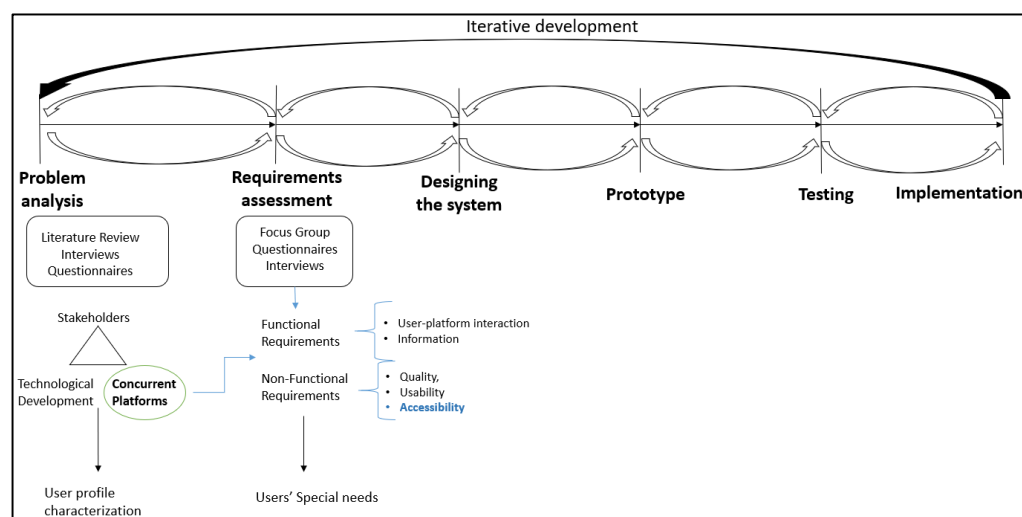 Iterative development
Problem
analysis
Requirements
assessment
Designing
the system
Prototype
Testing
Implementation
Literature Review
Interviews
Questionnaires
Focus Group
Questionnaires
Interviews
Stakeholders
Technological
Development
Concurrent
Platforms
Functional
Requirements
• User-platform interaction
• Information
Non-Functional
Requirements
• Quality,
• Usability
• Accessibility
User profile
characterization
Users’ Special needs